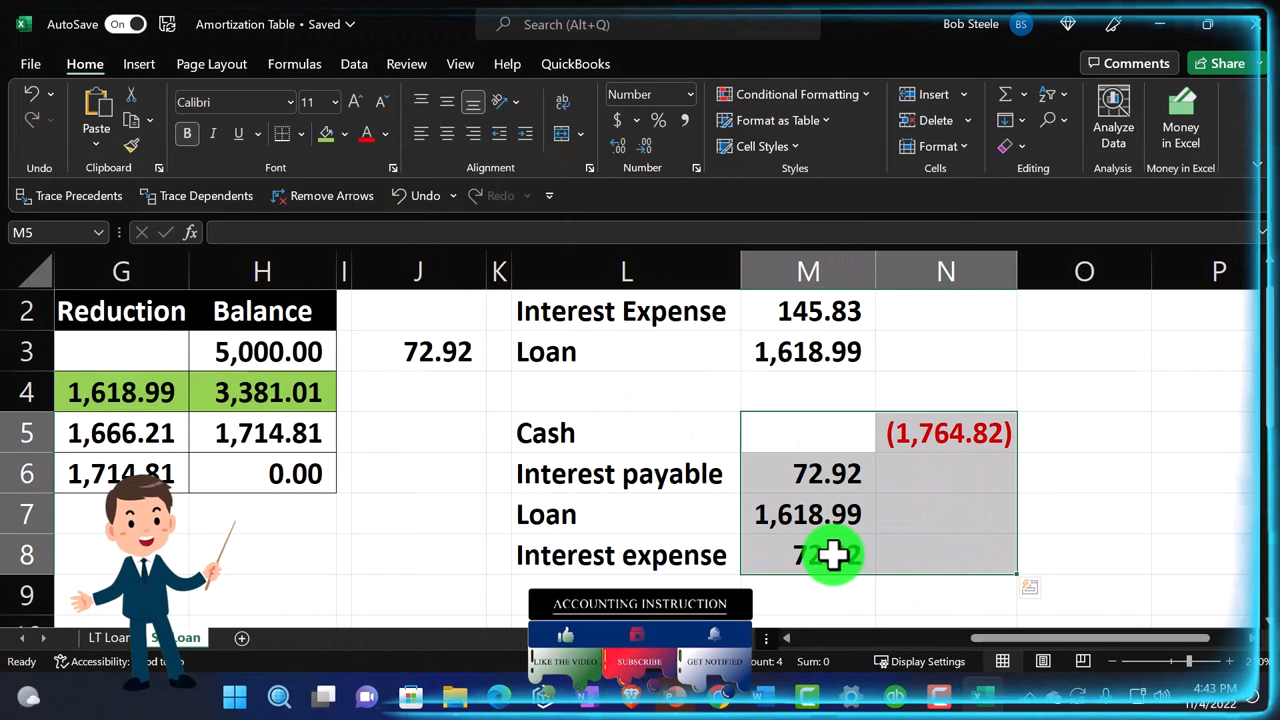 AutoSave On Amortization Table • Saved Search (Alt+Q) Bob Steele BS
File Home Insert Page Layout Formulas Data Review View Help QuickBooks Comments Share
Calibri 11 Number Conditional Formatting Insert
Paste B I U A $ % Format as Table Delete Analyze Data Money in Excel
Cell Styles Format
Undo Clipboard Font Alignment Number Styles Cells Editing Analysis Money in Excel
Trace Precedents Trace Dependents Remove Arrows Undo Redo
M5 fx
G H I J K L M N O P
2 Reduction Balance Interest Expense 145.83
3 5,000.00 72.92 Loan 1,618.99
4 1,618.99 3,381.01
5 1,666.21 1,714.81 Cash (1,764.82)
6 1,714.81 0.00 Interest payable 72.92
7 Loan 1,618.99
8 Interest expense
9
ACCOUNTING INSTRUCTION
LIKE THE VIDEO SUBSCRIBE GET NOTIFIED
LT Loan
Ready Sum: 0 Display Settings
4:43 PM
11/4/2022